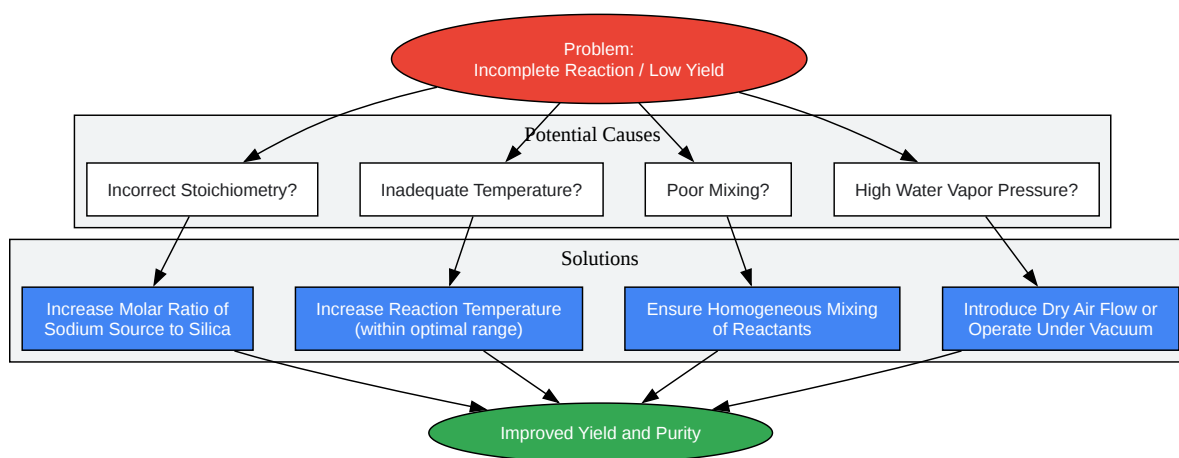 Problem:
Incomplete Reaction / Low Yield
Potential Causes
Incorrect Stoichiometry?
Inadequate Temperature?
Poor Mixing?
High Water Vapor Pressure?
Solutions
Increase Molar Ratio of
Sodium Source to Silica
Increase Reaction Temperature
(within optimal range)
Ensure Homogeneous Mixing
of Reactants
Introduce Dry Air Flow or
Operate Under Vacuum
Improved Yield and Purity